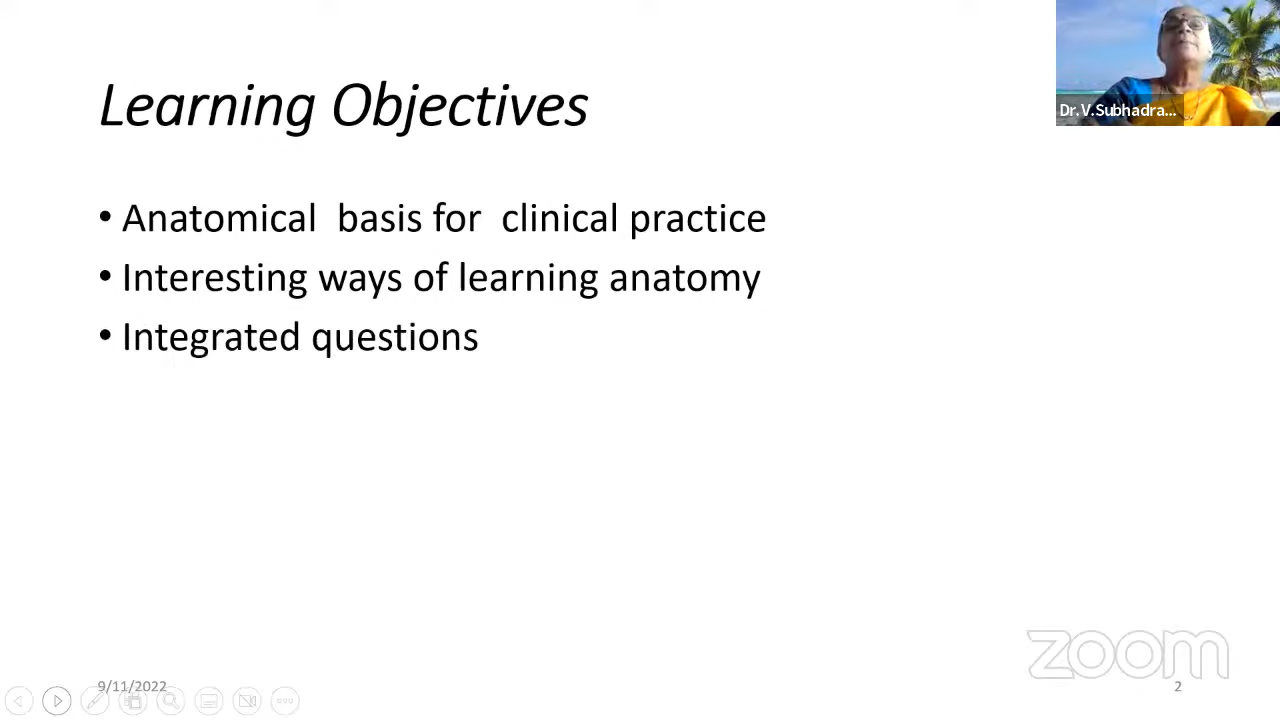 Learning Objectives
Dr.V.Subhadra...
• Anatomical basis for clinical practice
• Interesting ways of learning anatomy
• Integrated questions
zoom
9/11/2022
2